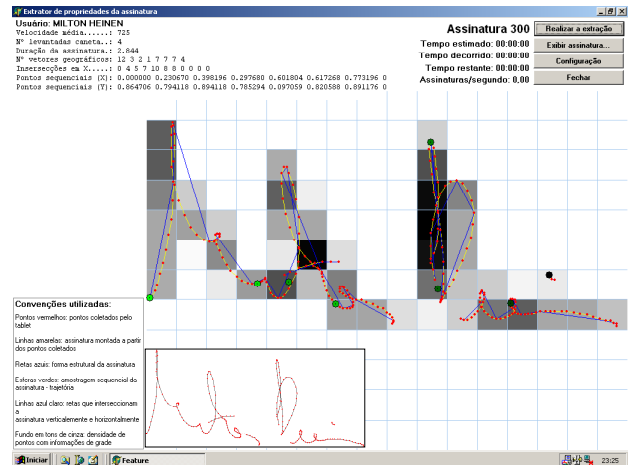 Extrator de propriedades da assinatura
Usuário: MILTON HEINEN
Velocidade média......: 725
Nº levantadas caneta..: 4
Duração da assinatura.: 2.844
Nº vetores geográficos: 12 3 2 1 7 7 7 4
Intersecções em X.....: 0 4 5 7 10 8 8 0 0 0 0
Pontos sequenciais (X): 0.000000 0.230670 0.398196 0.297680 0.601804 0.617268 0.773196 0
Pontos sequenciais (Y): 0.864706 0.794118 0.894118 0.785294 0.097059 0.820588 0.891176 0
Assinatura 300
Tempo estimado: 00:00:00
Tempo decorrido: 00:00:00
Tempo restante: 00:00:00
Assinaturas/segundo: 0,00
Realizar a extração
Exibir assinatura...
Configuração
Fechar
Convenções utilizadas:
Pontos vermelhos: pontos coletados pelo
tablet
Linhas amarelas: assinatura montada a partir
dos pontos coletados
Retas azuis: forma estrutural da assinatura
Esferas verdes: amostragem sequencial da
assinatura - trajetória
Linhas azul claro: retas que interseccionam
a
assinatura verticalmente e horizontalmente
Fundo em tons de cinza: densidade de
pontos com informações de grade
Iniciar
Feature
23:25